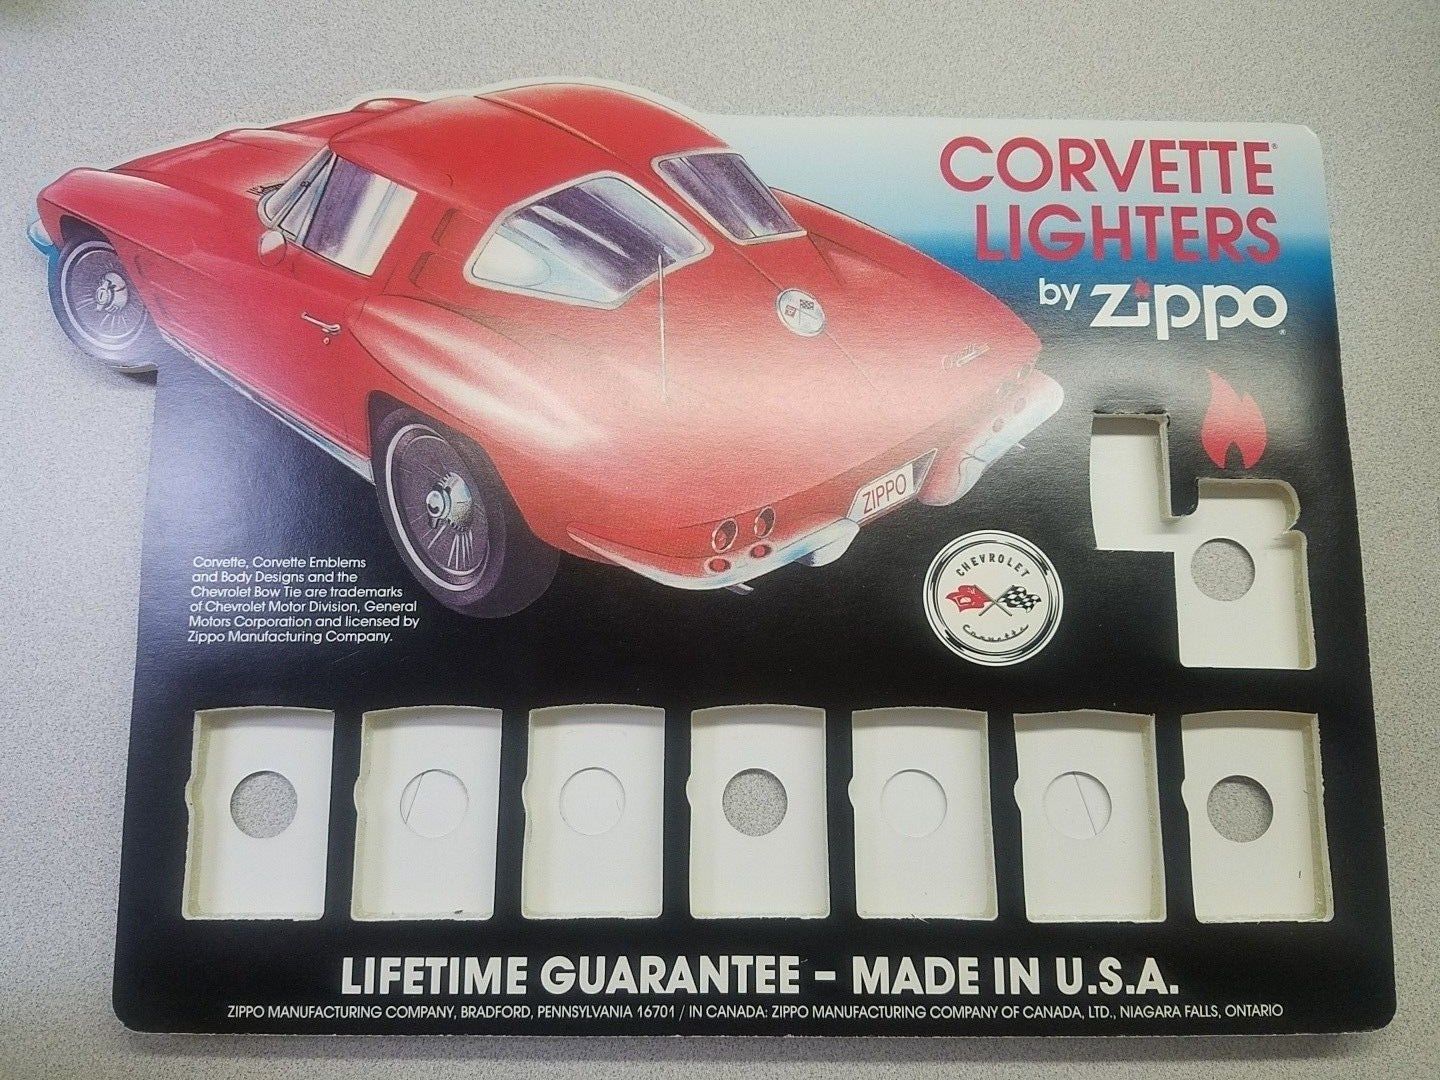 CORVETTE®
LIGHTERS
by zippo®
Corvette
ZIPPO
CHEVROLET
Corvette
Corvette, Corvette Emblems
and Body Designs and the
Chevrolet Bow Tie are trademarks
of Chevrolet Motor Division, General
Motors Corporation and licensed by
Zippo Manufacturing Company.
LIFETIME GUARANTEE – MADE IN U.S.A.
ZIPPO MANUFACTURING COMPANY, BRADFORD, PENNSYLVANIA 16701 / IN CANADA: ZIPPO MANUFACTURING COMPANY OF CANADA, LTD., NIAGARA FALLS, ONTARIO